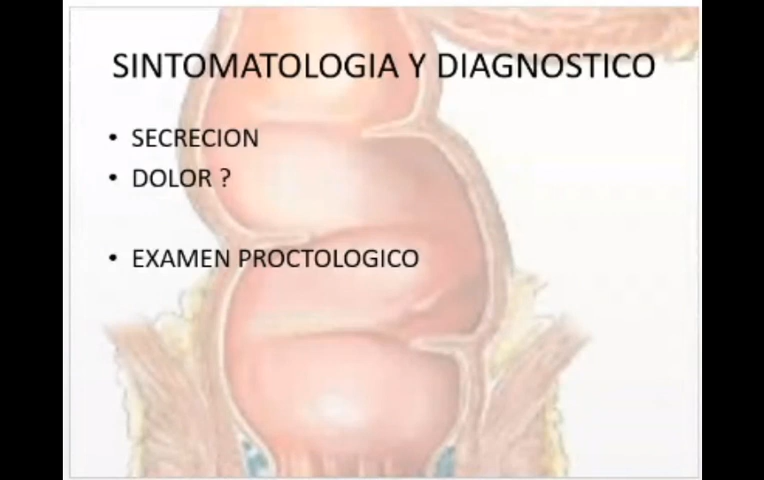 SINTOMATOLOGIA Y DIAGNOSTICO
• SECRECION
• DOLOR ?
• EXAMEN PROCTOLOGICO